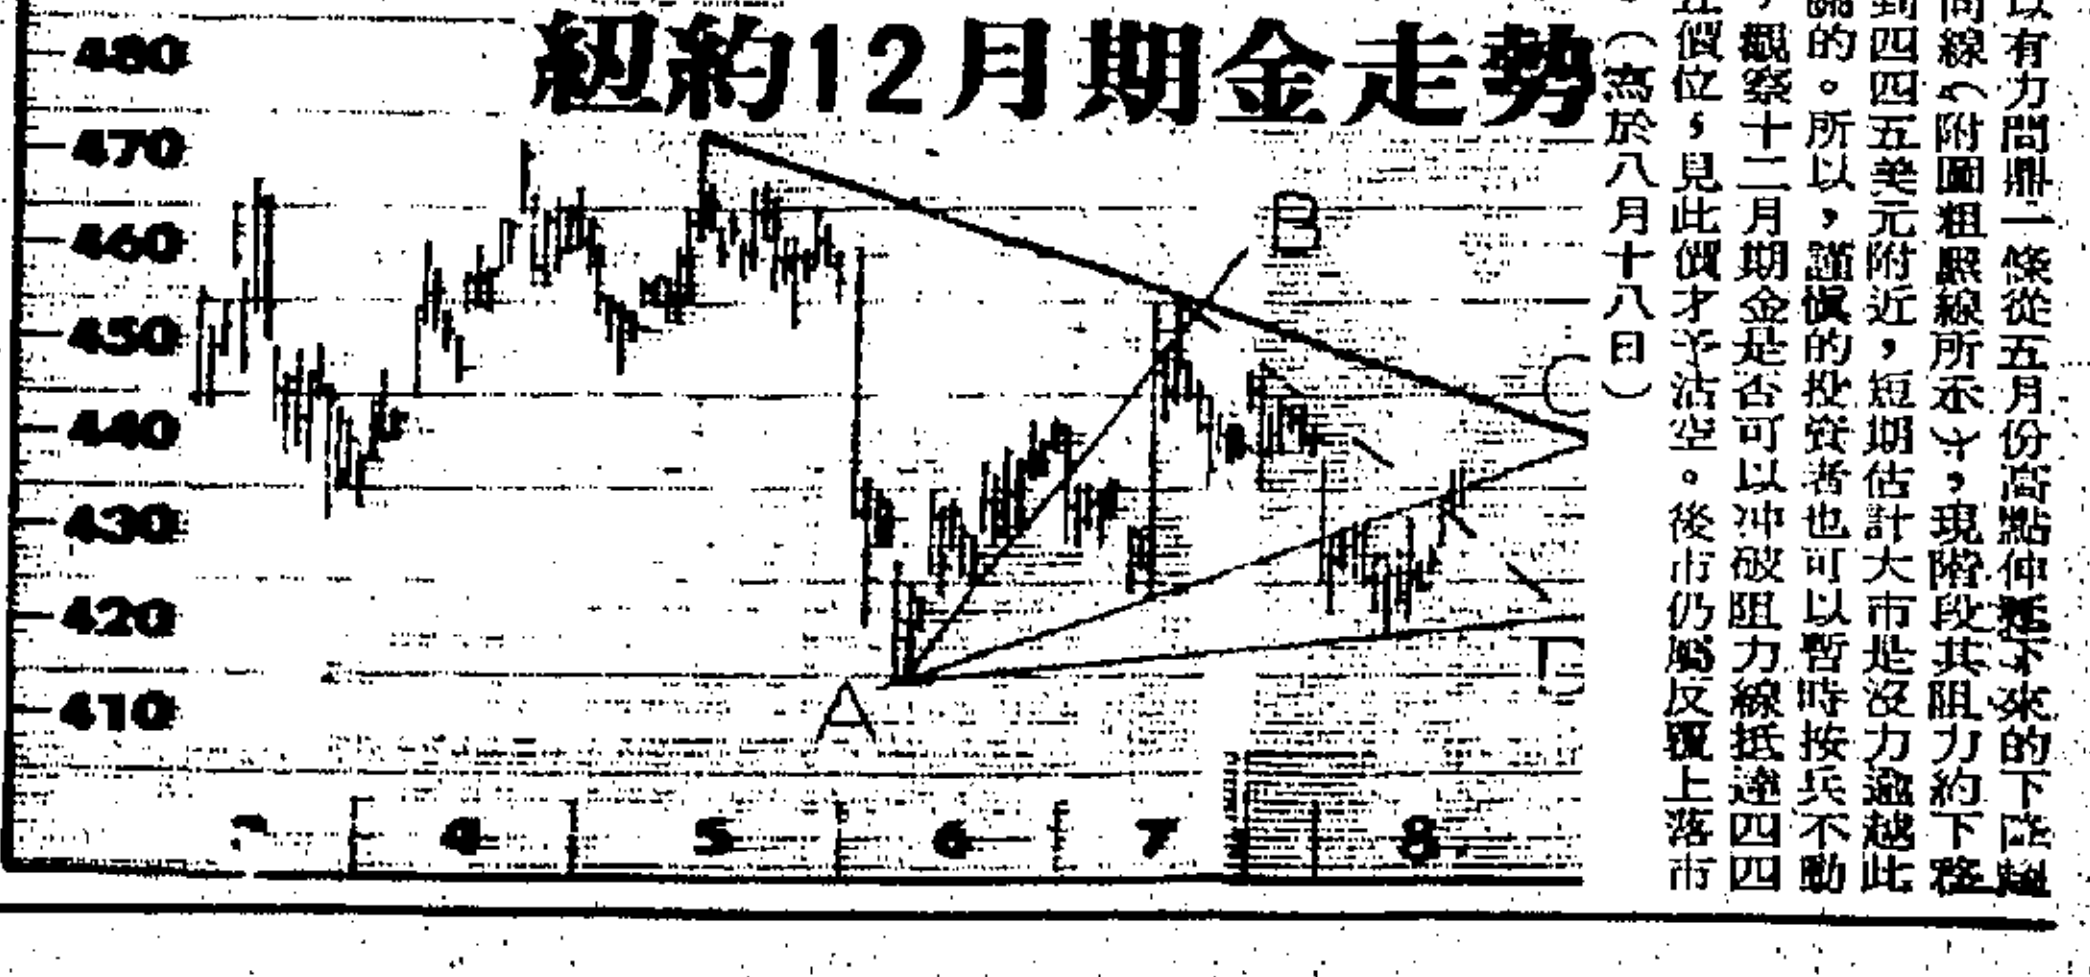 紐約12月期金走勢
480
470
460
450
440
430
420
410
4
5
6
7
8
A
B
C
D
以有力問鼎一條從五月份高點伸延下來的下降趨
向線(附圖粗黑線所示),現階段其阻力約下移
到四四五美元附近,短期估計大市是沒力逾越此
關的。所以,謹慎的投資者也可以暫時按兵不動
,觀察十二月期金是否可以冲破阻力線抵達四四
五價位,見此價才予沽空。後市仍屬反覆上落市
。(寫於八月十八日)